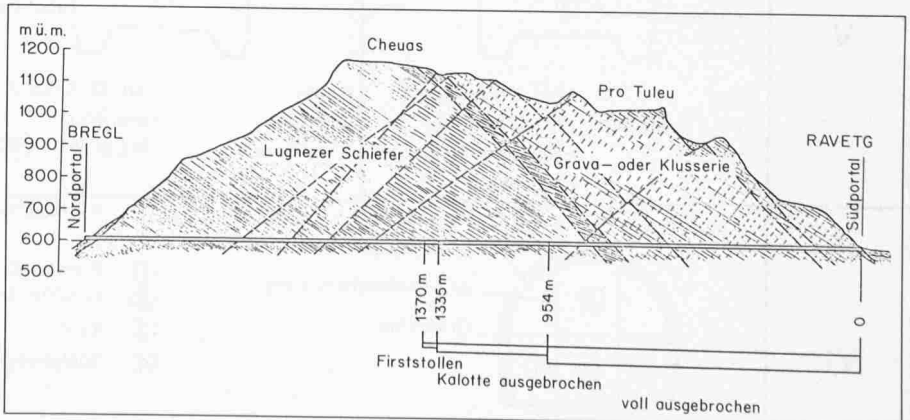 m ü. m.
1200
1100
1000
900
800
700
600
500
Cheuas
Pro Tuleu
BREGL
RAVETG
Nordportal
Südportal
Lugnezer Schiefer
Grava- oder Klusserie
1370 m
1335 m
954 m
0
Firststollen
Kalotte ausgebrochen
voll ausgebrochen